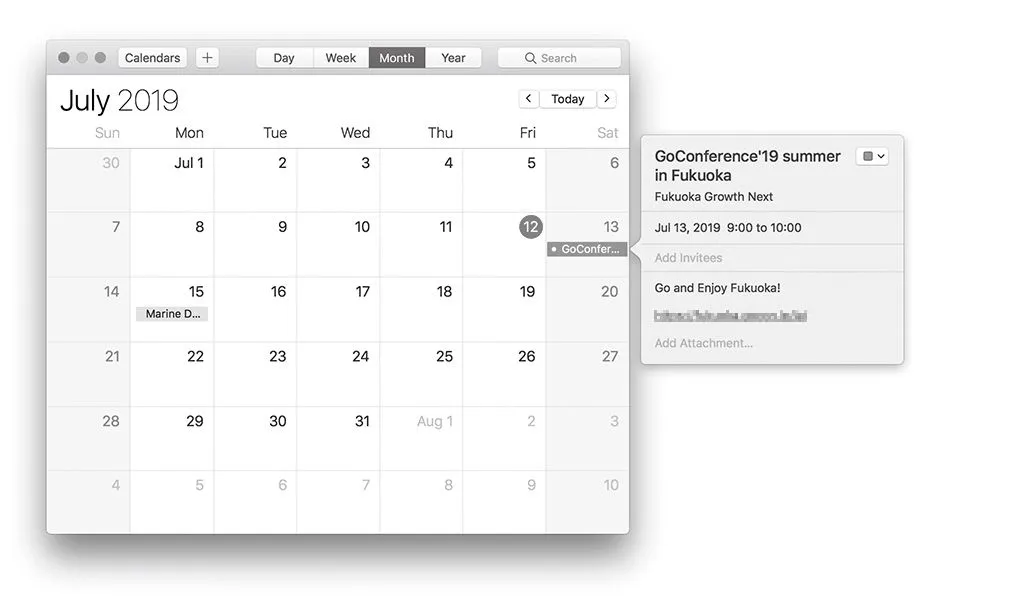 Calendars + Day Week Month Year Search
July 2019
< Today >
Sun Mon Tue Wed Thu Fri Sat
30 Jul 1 2 3 4 5 6
7 8 9 10 11 12 13
GoConfer...
14 15 16 17 18 19 20
Marine D...
21 22 23 24 25 26 27
28 29 30 31 Aug 1 2 3
4 5 6 7 8 9 10
GoConference'19 summer
in Fukuoka
Fukuoka Growth Next
Jul 13, 2019 9:00 to 10:00
Add Invitees
Go and Enjoy Fukuoka!
Add Attachment...